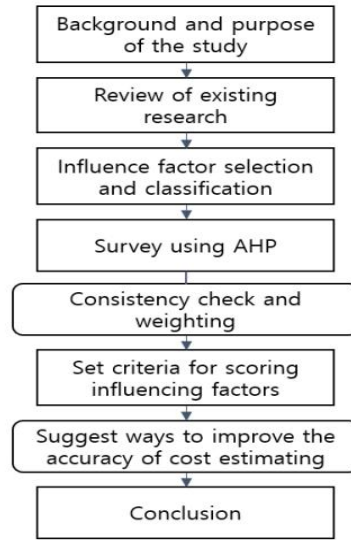 Background and purpose
of the study
Review of existing
research
Influence factor selection
and classification
Survey using AHP
Consistency check and
weighting
Set criteria for scoring
influencing factors
Suggest ways to improve the
accuracy of cost estimating
Conclusion